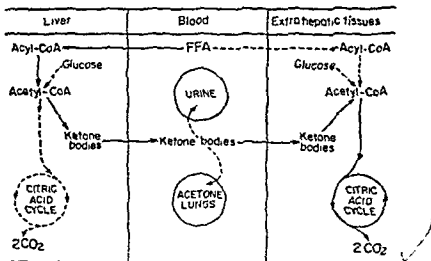 Liver Blood Extrahepatic tissues
Acyl-CoA FFA Acyl-CoA
Glucose Glucose
Acetyl-CoA URINE Acetyl-CoA
Ketone bodies Ketone bodies Ketone bodies
CITRIC ACID CYCLE ACETONE LUNGS CITRIC ACID CYCLE
2CO2 2CO2